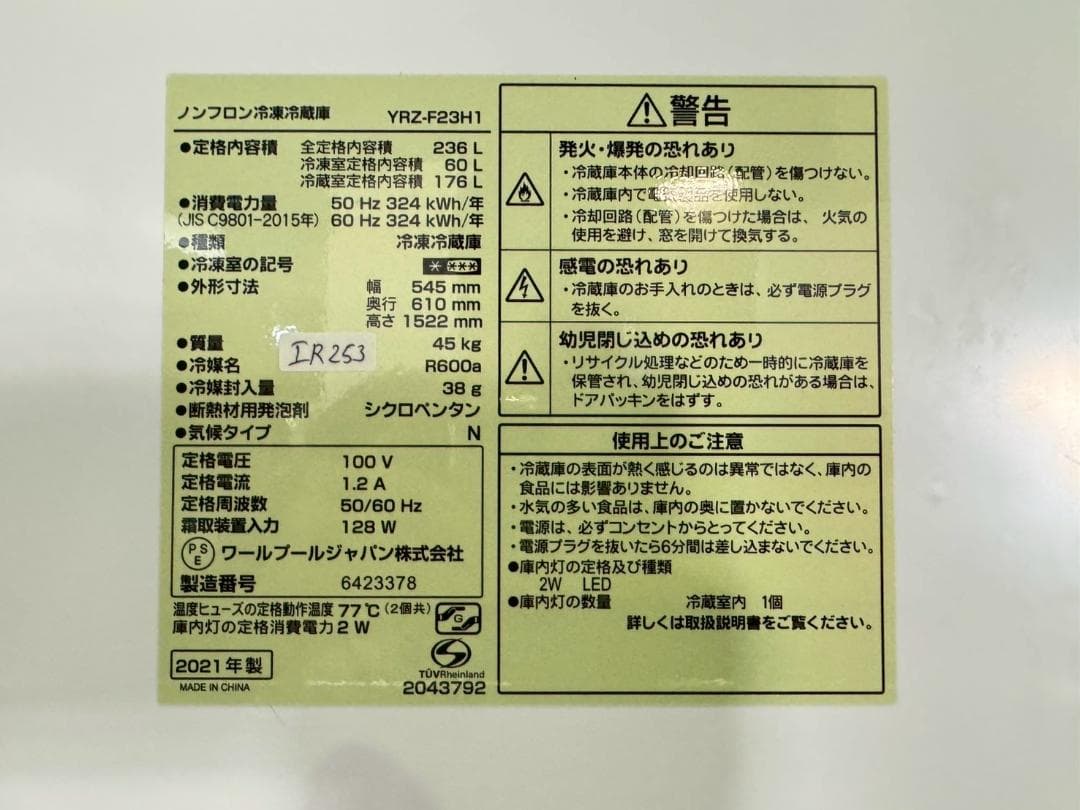 ノンフロン冷凍冷蔵庫 YRZ-F23H1
●定格内容積 全定格内容積 236 L
冷凍室定格内容積 60 L
冷蔵室定格内容積 176 L
●消費電力量 50 Hz 324 kWh/年
(JIS C9801-2015年) 60 Hz 324 kWh/年
●種類 冷凍冷蔵庫
●冷凍室の記号 * ***
●外形寸法 幅 545 mm
奥行 610 mm
高さ 1522 mm
●質量 45 kg
IR253
●冷媒名 R600a
●冷媒封入量 38 g
●断熱材用発泡剤 シクロペンタン
●気候タイプ N
定格電圧 100 V
定格電流 1.2 A
定格周波数 50/60 Hz
霜取装置入力 128 W
PSE ワールプールジャパン株式会社
製造番号 6423378
温度ヒューズの定格動作温度 77℃ (2個共)
庫内灯の定格消費電力 2 W
G
2021年製
MADE IN CHINA
TÜVRheinland
2043792
警告
発火・爆発の恐れあり
・冷蔵庫本体の冷却回路(配管)を傷つけない。
・冷蔵庫内で電気製品を使用しない。
・冷却回路(配管)を傷つけた場合は、火気の
使用を避け、窓を開けて換気する。
感電の恐れあり
・冷蔵庫のお手入れのときは、必ず電源プラグ
を抜く。
幼児閉じ込めの恐れあり
・リサイクル処理などのため一時的に冷蔵庫を
保管され、幼児閉じ込めの恐れがある場合は、
ドアパッキンをはずす。
使用上のご注意
・冷蔵庫の表面が熱く感じるのは異常ではなく、庫内の
食品には影響ありません。
・水気の多い食品は、庫内の奥に置かないでください。
・電源は、必ずコンセントからとってください。
・電源プラグを抜いたら6分間は差し込まないでください。
●庫内灯の定格及び種類
2W LED
●庫内灯の数量 冷蔵室内 1個
詳しくは取扱説明書をご覧ください。